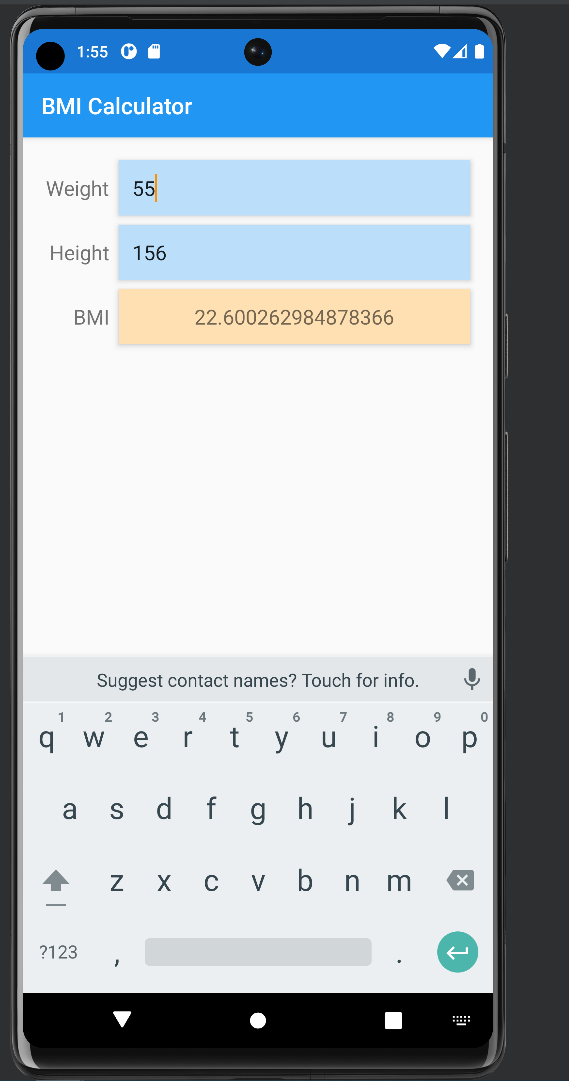 1:55
BMI Calculator
Weight 55
Height 156
BMI 22.600262984878366
Suggest contact names? Touch for info.
1 2 3 4 5 6 7 8 9 0
q w e r t y u i o p
a s d f g h j k l
z x c v b n m
?123 , .